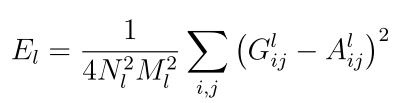 E_l = \frac{1}{4N_l^2 M_l^2} \sum_{i,j} \left( G_{ij}^l - A_{ij}^l \right)^2